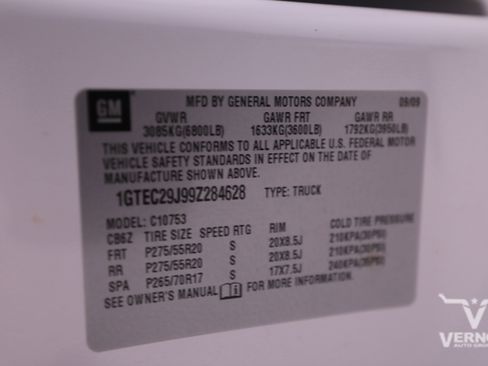 GM
MFD BY GENERAL MOTORS COMPANY 09/09
GVWR GAWR FRT GAWR RR
3085KG(6800LB) 1633KG(3600LB) 1792KG(3950LB)
THIS VEHICLE CONFORMS TO ALL APPLICABLE U.S. FEDERAL MOTOR
VEHICLE SAFETY STANDARDS IN EFFECT ON THE DATE OF
MANUFACTURE SHOWN ABOVE.
1GTEC29J99Z284628 TYPE: TRUCK
MODEL: C10753
CB6Z TIRE SIZE SPEED RTG RIM COLD TIRE PRESSURE
FRT P275/55R20 S 20X8.5J 210KPA(30PSI)
RR P275/55R20 S 20X8.5J 210KPA(30PSI)
SPA P265/70R17 S 17X7.5J 240KPA(35PSI)
SEE OWNER'S MANUAL i FOR MORE INFORMATION.
AUTO GROUP